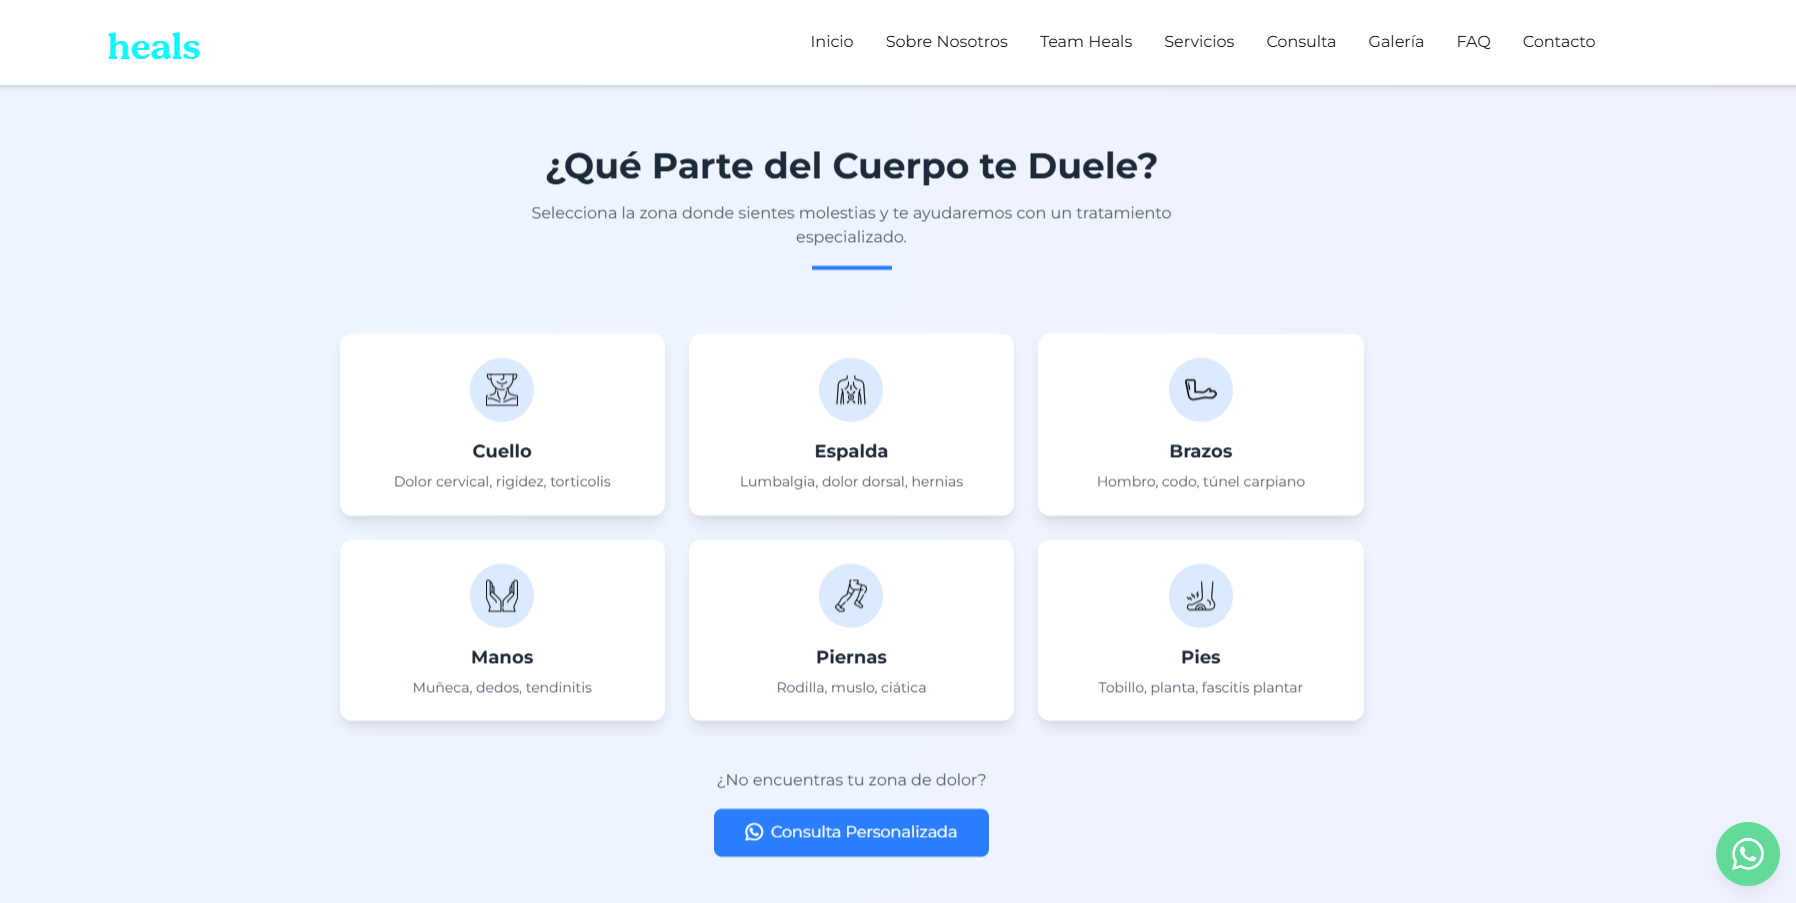 heals
Inicio Sobre Nosotros Team Heals Servicios Consulta Galería FAQ Contacto
¿Qué Parte del Cuerpo te Duele?
Selecciona la zona donde sientes molestias y te ayudaremos con un tratamiento
especializado.
Cuello
Dolor cervical, rigidez, torticolis
Espalda
Lumbalgia, dolor dorsal, hernias
Brazos
Hombro, codo, túnel carpiano
Manos
Muñeca, dedos, tendinitis
Piernas
Rodilla, muslo, ciática
Pies
Tobillo, planta, fascitis plantar
¿No encuentras tu zona de dolor?
Consulta Personalizada